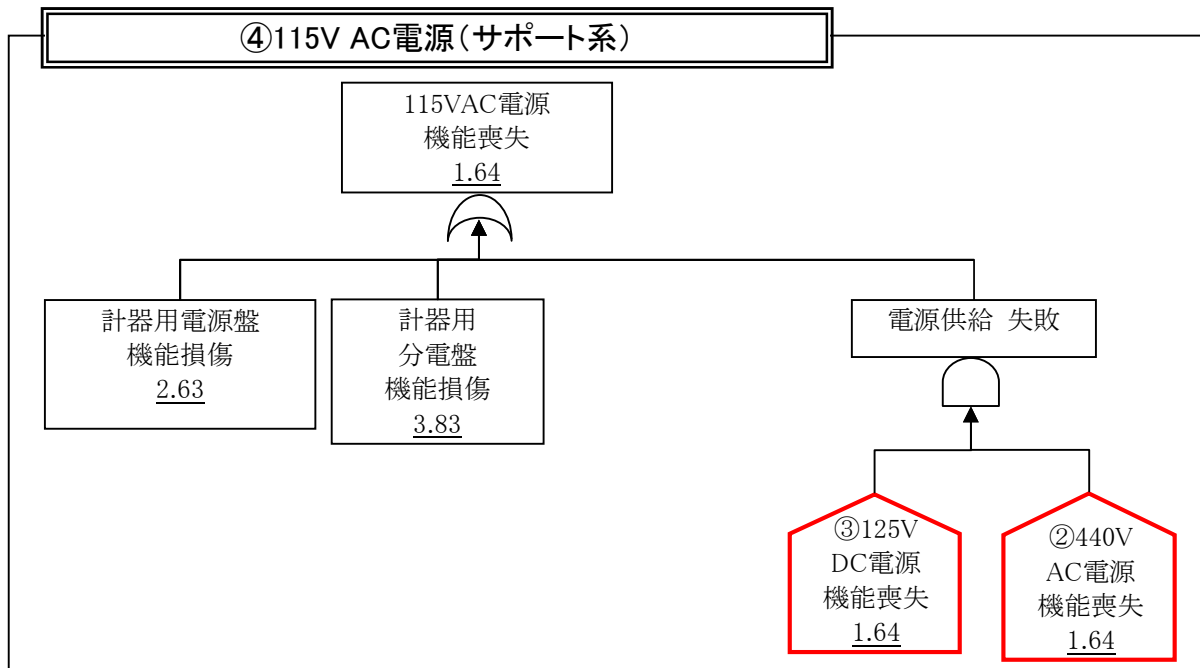 ④115V AC電源(サポート系)
115VAC電源
機能喪失
1.64
計器用電源盤
機能損傷
2.63
計器用
分電盤
機能損傷
3.83
電源供給 失敗
③125V
DC電源
機能喪失
1.64
②440V
AC電源
機能喪失
1.64